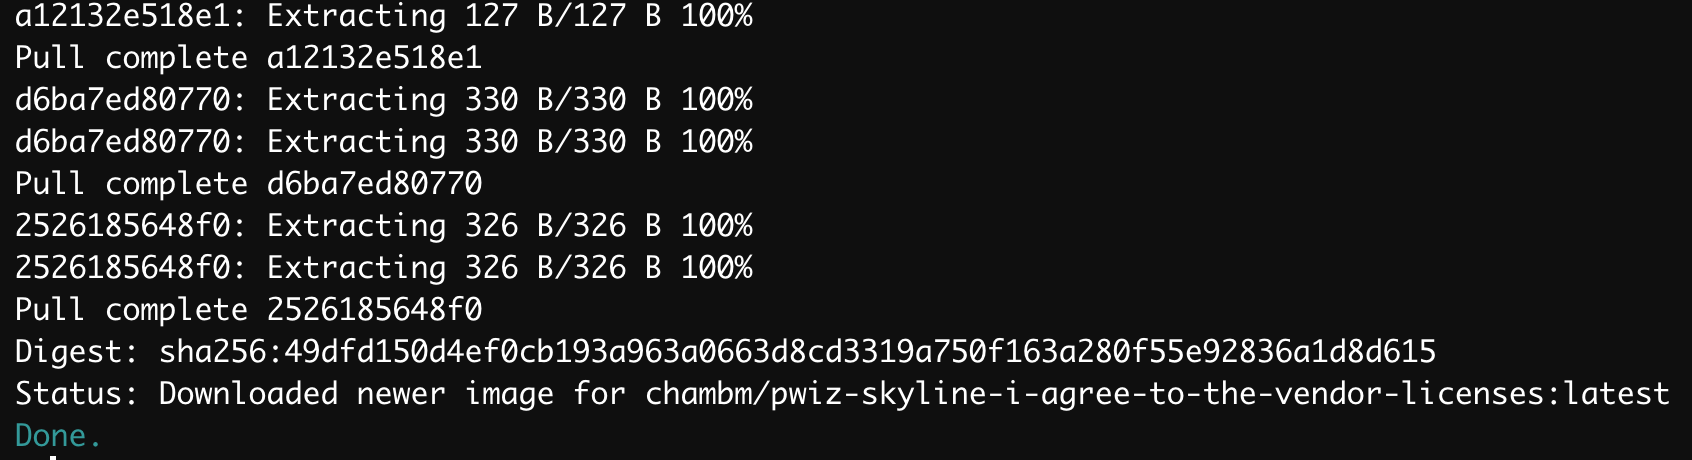 a12132e518e1: Extracting 127 B/127 B 100%
Pull complete a12132e518e1
d6ba7ed80770: Extracting 330 B/330 B 100%
d6ba7ed80770: Extracting 330 B/330 B 100%
Pull complete d6ba7ed80770
2526185648f0: Extracting 326 B/326 B 100%
2526185648f0: Extracting 326 B/326 B 100%
Pull complete 2526185648f0
Digest: sha256:49dfd150d4ef0cb193a963a0663d8cd3319a750f163a280f55e92836a1d8d615
Status: Downloaded newer image for chambm/pwiz-skyline-i-agree-to-the-vendor-licenses:latest
Done.